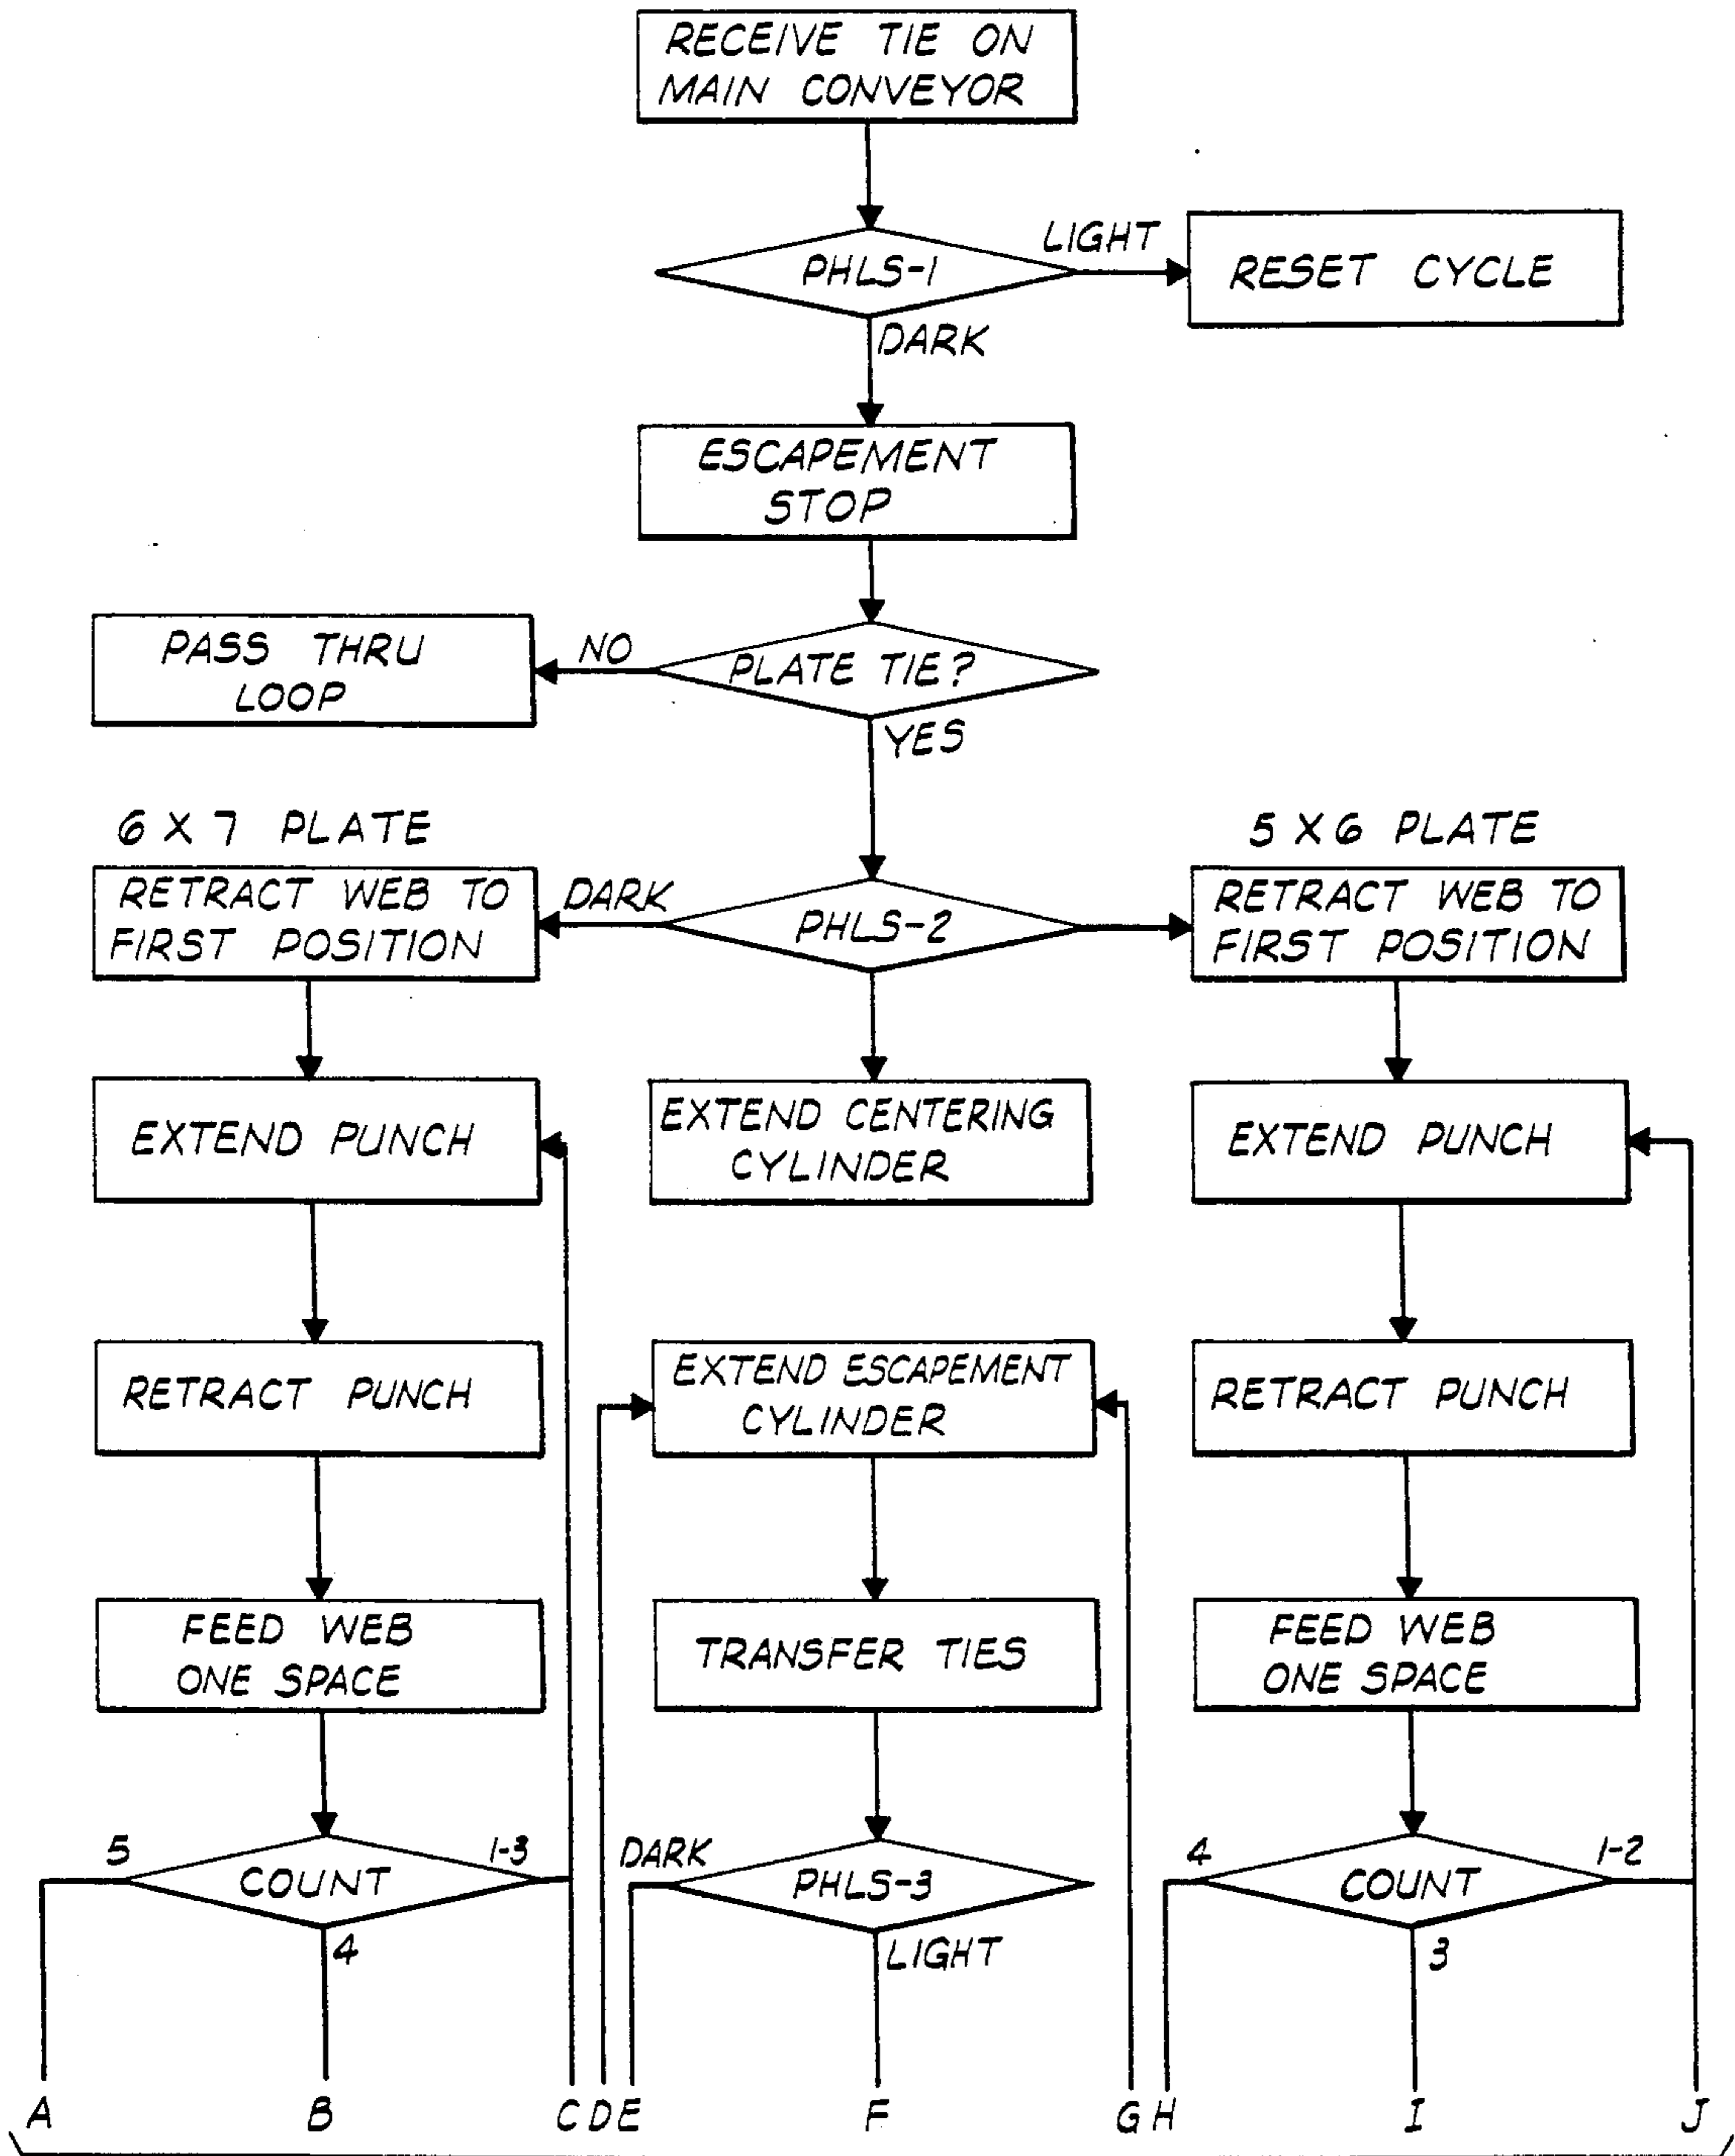 RECEIVE TIE ON
MAIN CONVEYOR
PHLS-1
LIGHT
RESET CYCLE
DARK
ESCAPEMENT
STOP
PASS THRU
LOOP
NO
PLATE TIE?
YES
6 X 7 PLATE
5 X 6 PLATE
RETRACT WEB TO
FIRST POSITION
DARK
PHLS-2
RETRACT WEB TO
FIRST POSITION
EXTEND PUNCH
EXTEND CENTERING
CYLINDER
EXTEND PUNCH
RETRACT PUNCH
EXTEND ESCAPEMENT
CYLINDER
RETRACT PUNCH
FEED WEB
ONE SPACE
TRANSFER TIES
FEED WEB
ONE SPACE
5
COUNT
1-3
4
DARK
PHLS-3
LIGHT
4
COUNT
1-2
3
A B C D E F G H I J